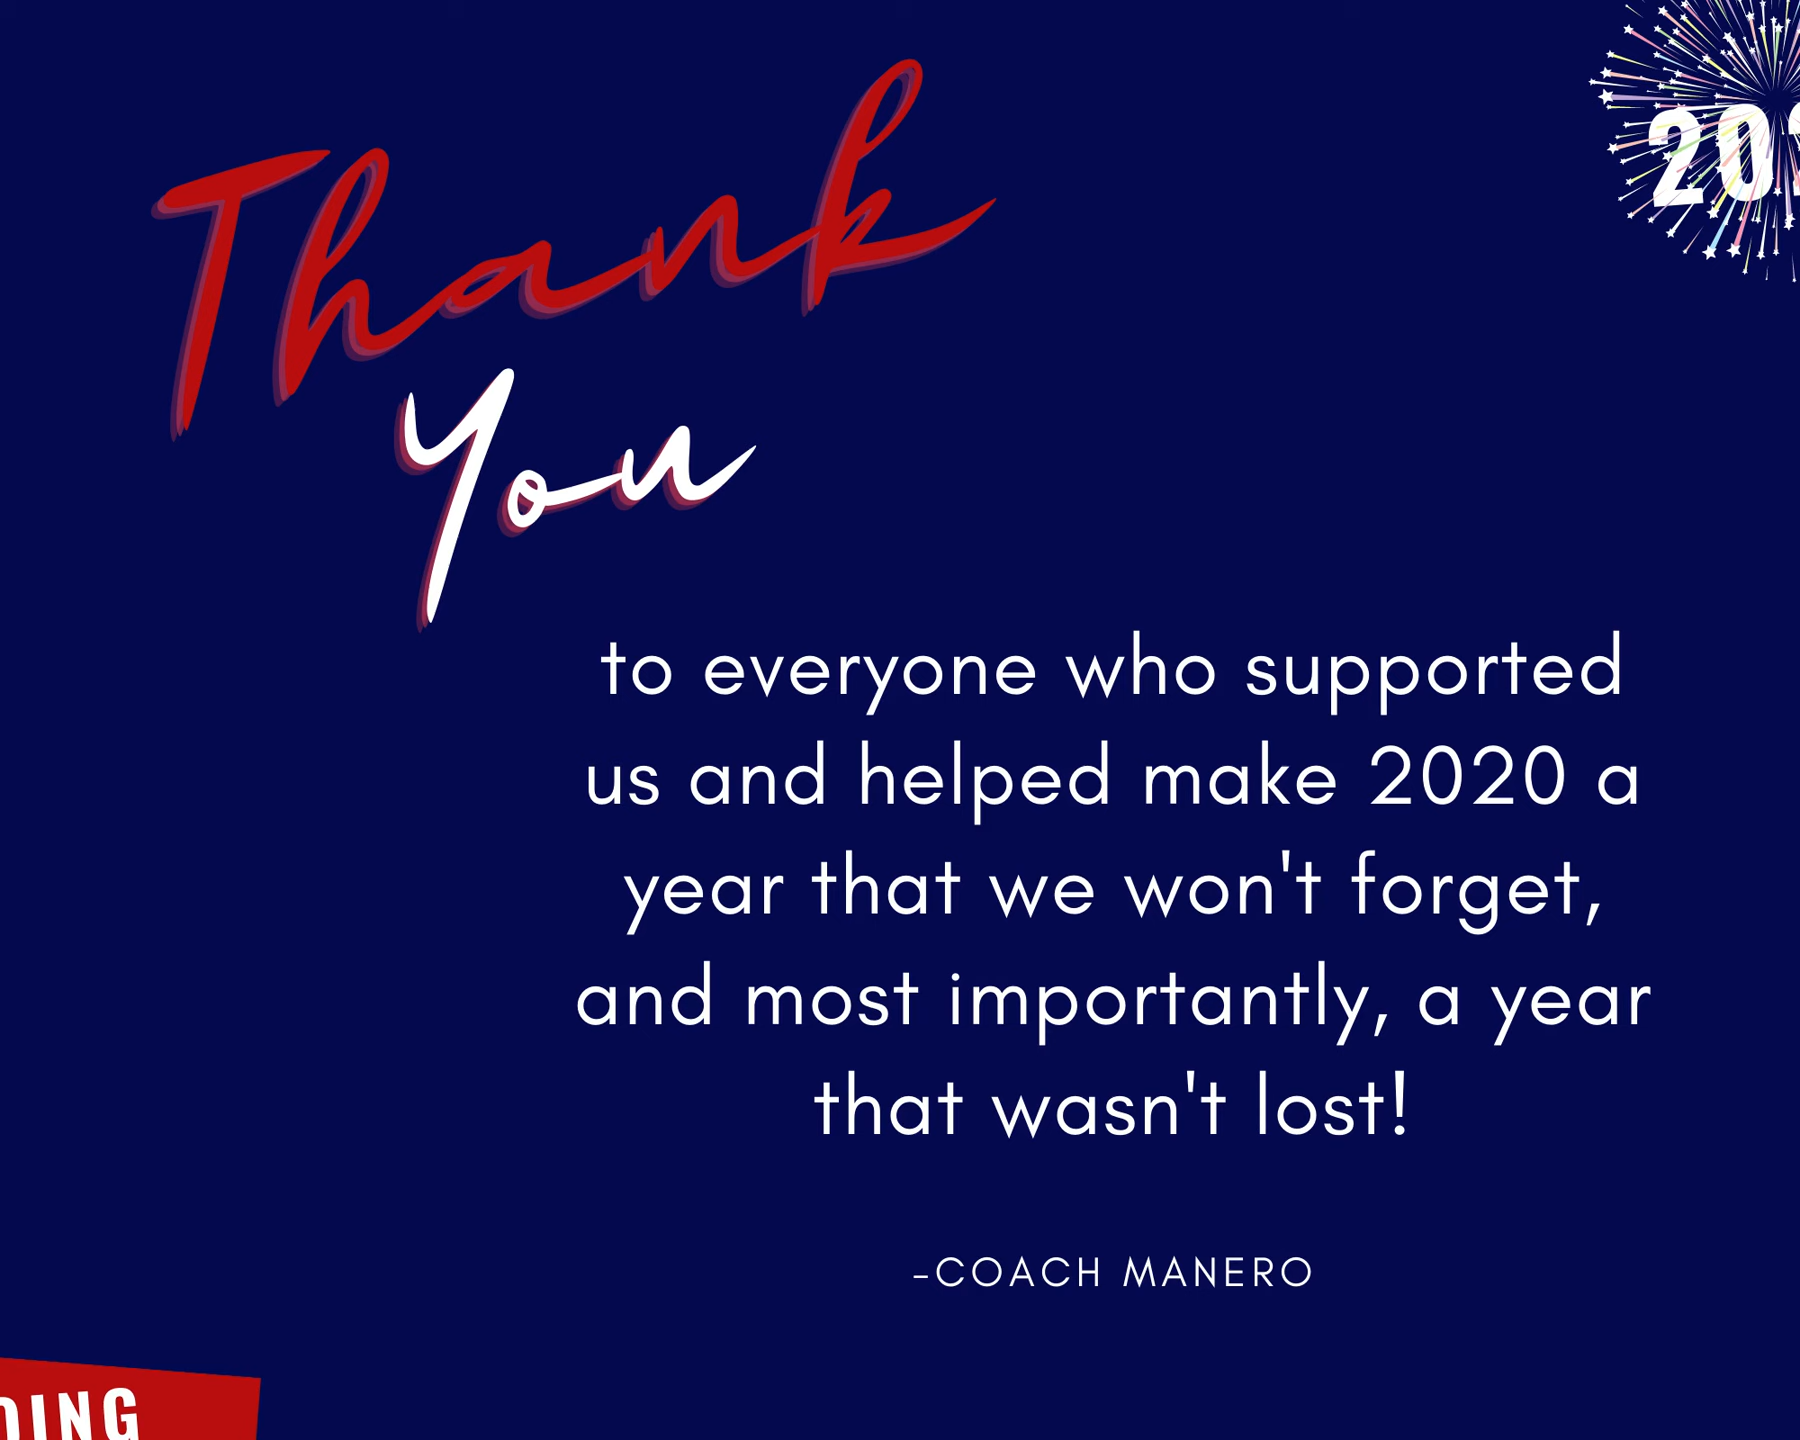 Thank
You
to everyone who supported
us and helped make 2020 a
year that we won't forget,
and most importantly, a year
that wasn't lost!
-COACH MANERO